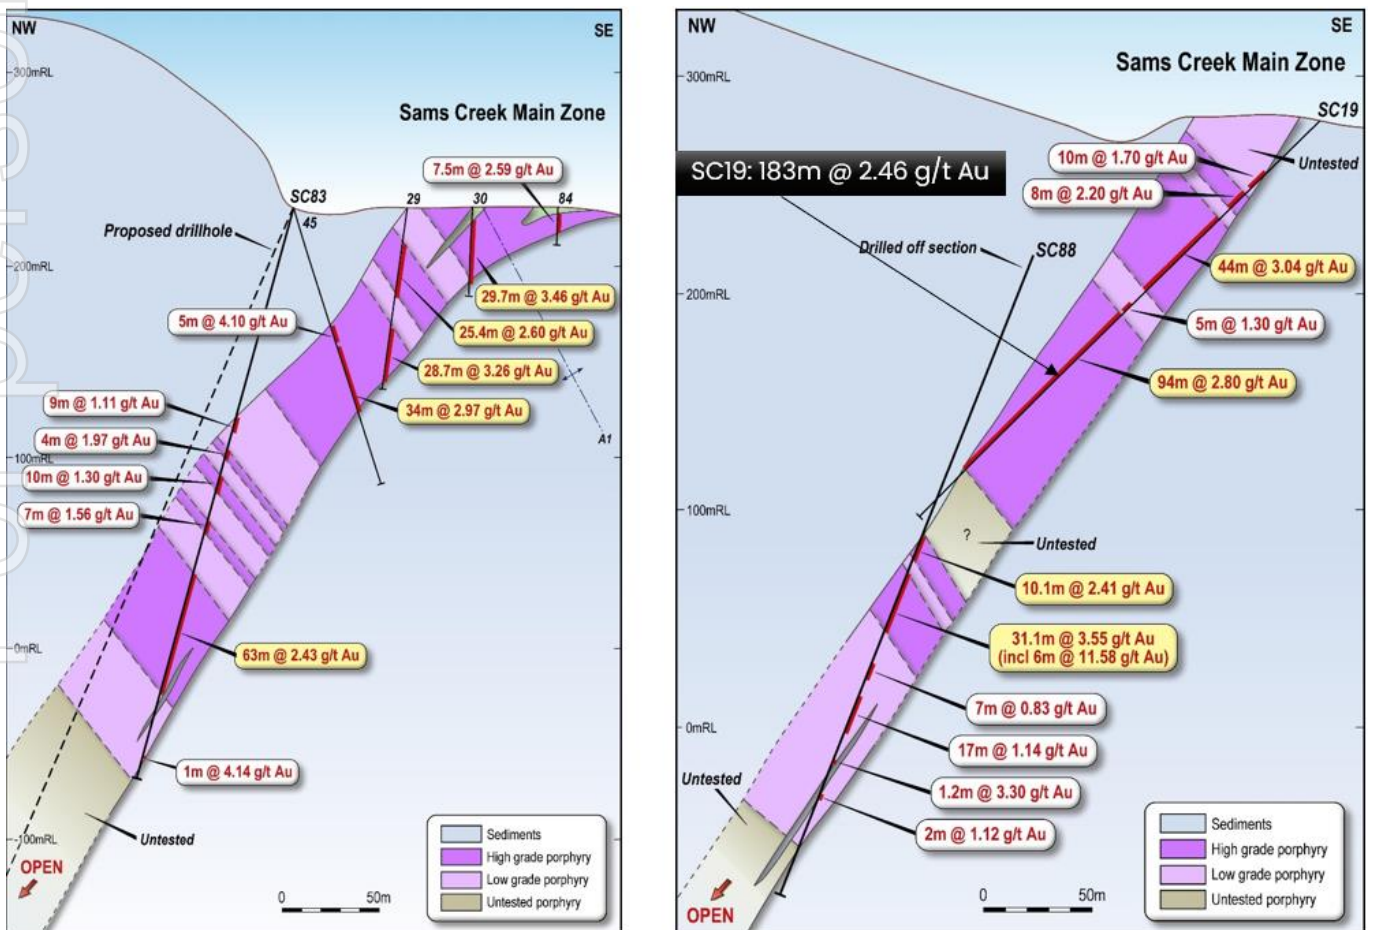 NW
SE
300mRL
Sams Creek Main Zone
7.5m @ 2.59 g/t Au
SC83
45
29
30
84
Proposed drillhole
200mRL
29.7m @ 3.46 g/t Au
5m @ 4.10 g/t Au
25.4m @ 2.60 g/t Au
28.7m @ 3.26 g/t Au
9m @ 1.11 g/t Au
34m @ 2.97 g/t Au
4m @ 1.97 g/t Au
A1
100mRL
10m @ 1.30 g/t Au
7m @ 1.56 g/t Au
0mRL
63m @ 2.43 g/t Au
1m @ 4.14 g/t Au
-100mRL
Untested
OPEN
0
50m
Sediments
High grade porphyry
Low grade porphyry
Untested porphyry
NW
SE
Sams Creek Main Zone
300mRL
SC19
10m @ 1.70 g/t Au
Untested
SC19: 183m @ 2.46 g/t Au
8m @ 2.20 g/t Au
Drilled off section
SC88
44m @ 3.04 g/t Au
200mRL
5m @ 1.30 g/t Au
94m @ 2.80 g/t Au
100mRL
?
Untested
10.1m @ 2.41 g/t Au
31.1m @ 3.55 g/t Au
(incl 6m @ 11.58 g/t Au)
7m @ 0.83 g/t Au
0mRL
17m @ 1.14 g/t Au
Untested
1.2m @ 3.30 g/t Au
2m @ 1.12 g/t Au
OPEN
0
50m
Sediments
High grade porphyry
Low grade porphyry
Untested porphyry